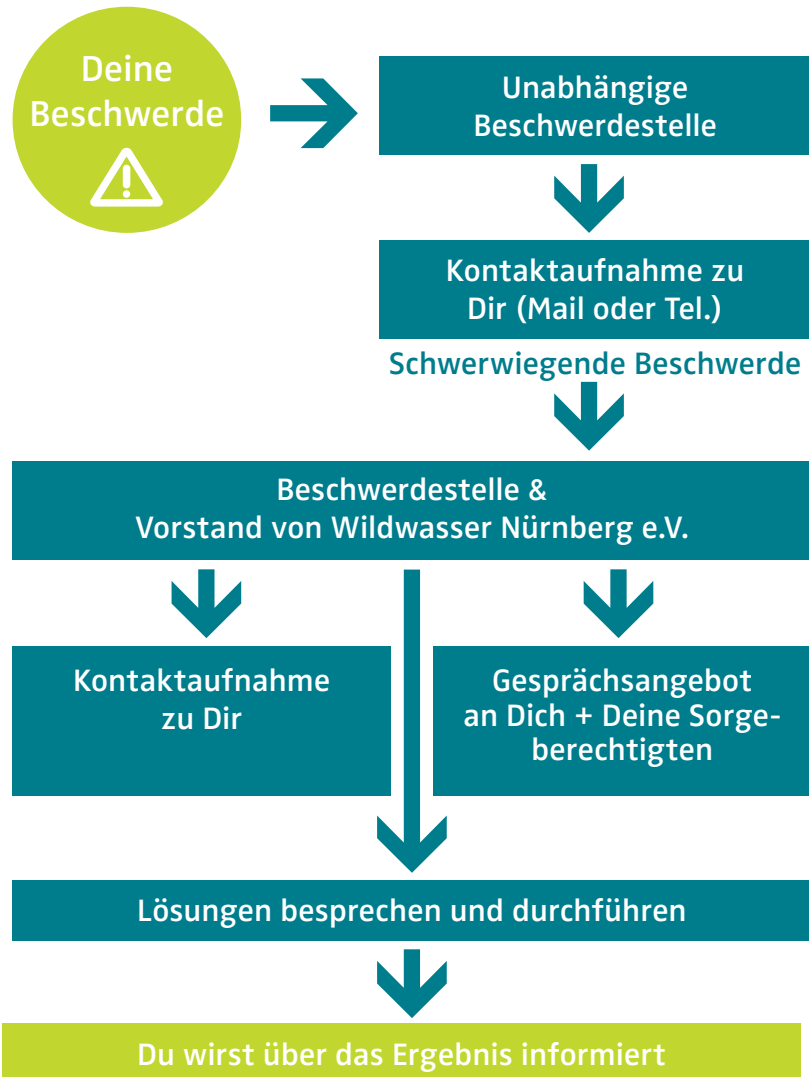 Deine
Beschwerde
Unabhängige
Beschwerdestelle
Kontaktaufnahme zu
Dir (Mail oder Tel.)
Schwerwiegende Beschwerde
Beschwerdestelle &
Vorstand von Wildwasser Nürnberg e.V.
Kontaktaufnahme
zu Dir
Gesprächsangebot
an Dich + Deine Sorge-
berechtigten
Lösungen besprechen und durchführen
Du wirst über das Ergebnis informiert